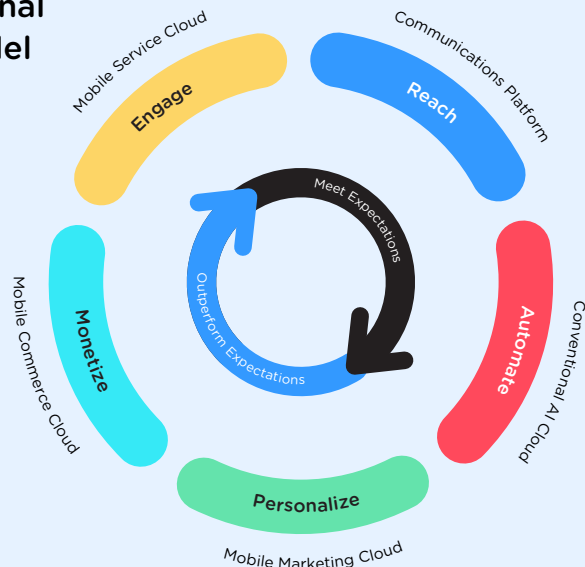 nal
del
Mobile Service Cloud
Engage
Communications Platform
Reach
Meet Expectations
Outperform Expectations
Conventional AI Cloud
Automate
Mobile Commerce Cloud
Monetize
Personalize
Mobile Marketing Cloud